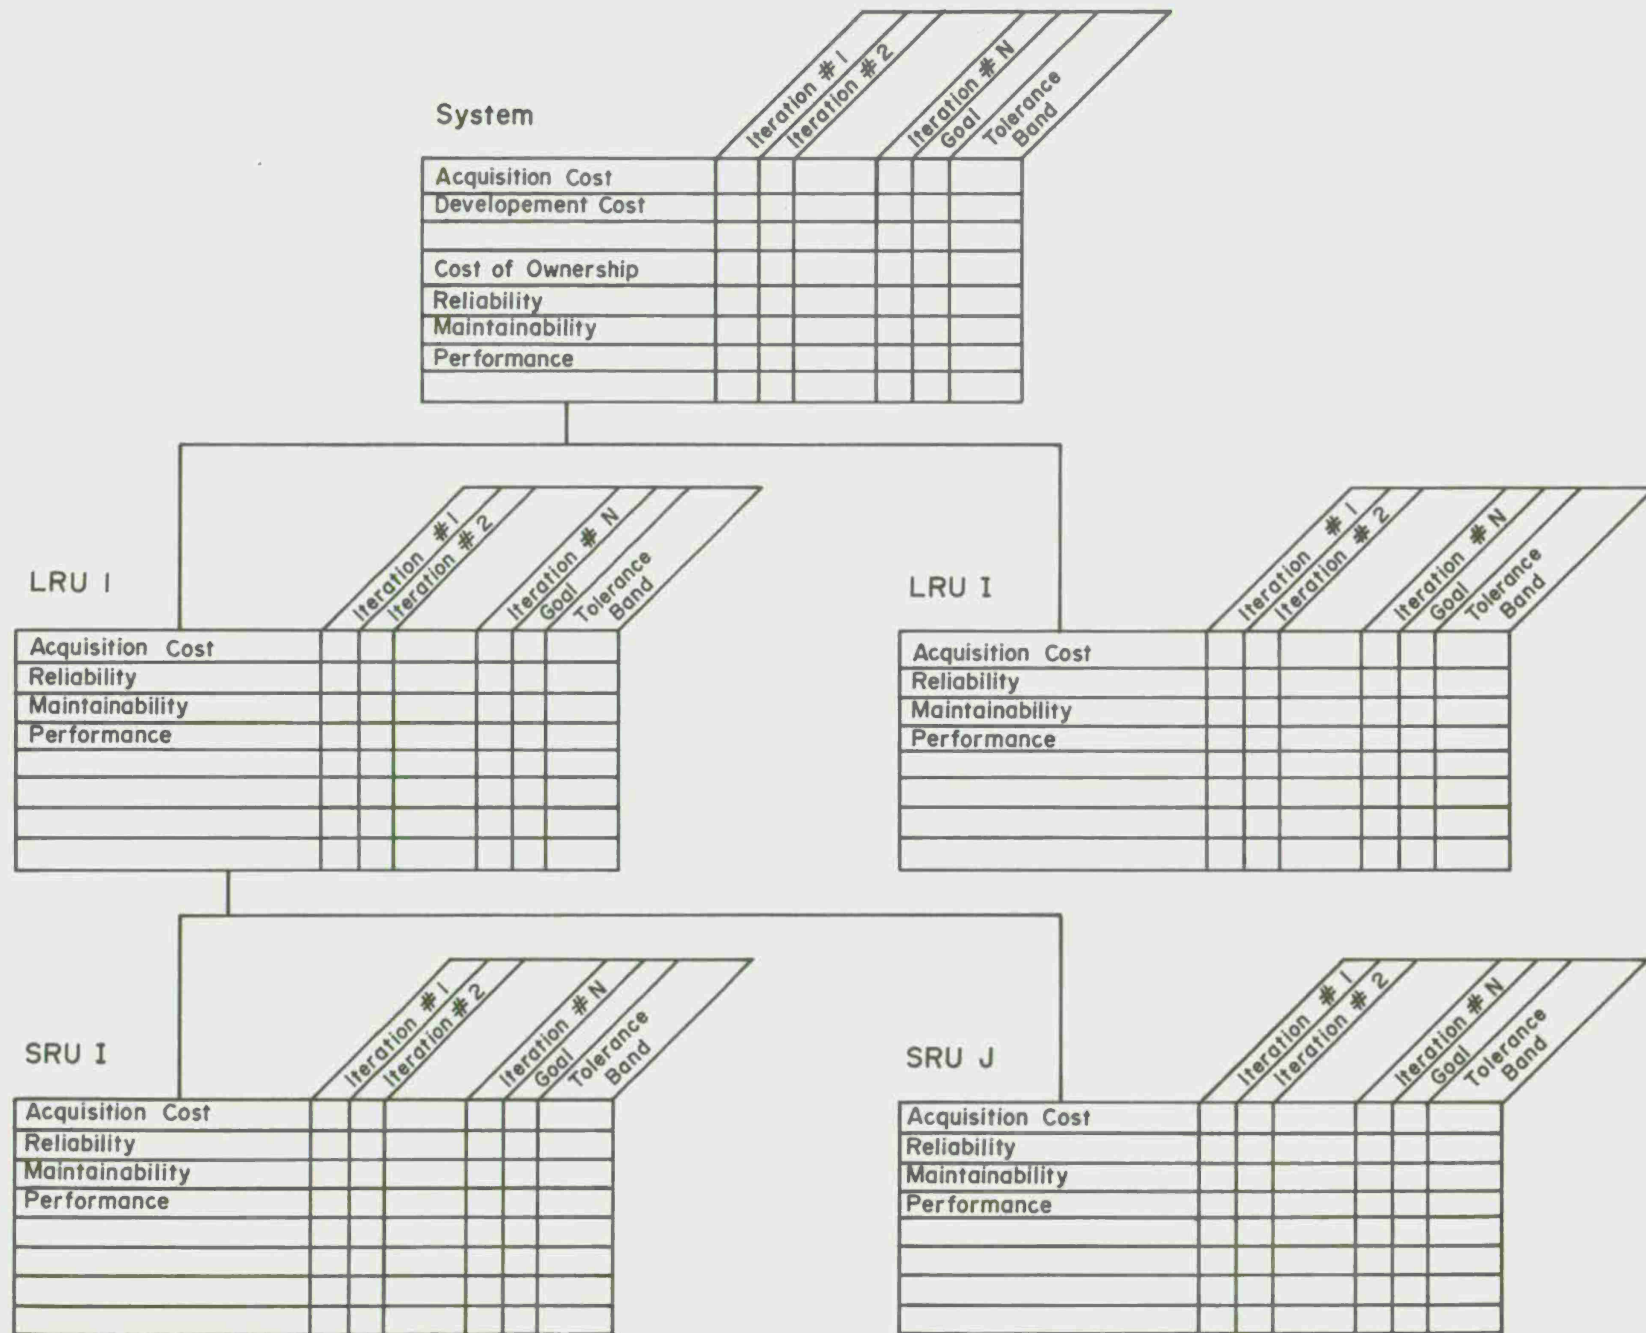 System
Iteration # 1
Iteration # 2
Iteration # N
Goal
Tolerance
Band
Acquisition Cost
Developement Cost
Cost of Ownership
Reliability
Maintainability
Performance
LRU 1
Iteration #1
Iteration # 2
Iteration # N
Goal
Tolerance
Band
Acquisition Cost
Reliability
Maintainability
Performance
LRU I
Iteration # 1
Iteration # 2
Iteration # N
Goal
Tolerance
Band
Acquisition Cost
Reliability
Maintainability
Performance
SRU I
Iteration #1
Iteration #2
Iteration # N
Goal
Tolerance
Band
Acquisition Cost
Reliability
Maintainability
Performance
SRU J
Iteration # 1
Iteration # 2
Iteration # N
Goal
Tolerance
Band
Acquisition Cost
Reliability
Maintainability
Performance